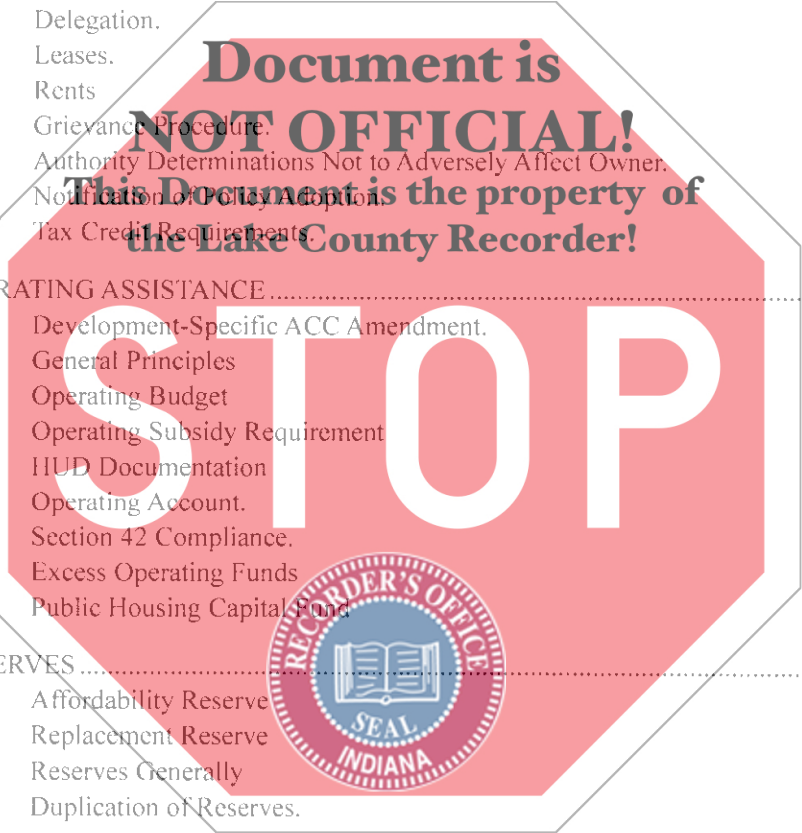 Delegation.
Leases.
Document is
Rents
NOT OFFICIAL!
Grievance Procedure.
Authority Determinations Not to Adversely Affect Owner.
This Document is the property of
Notification of Policy Adoption.
the Lake County Recorder!
Tax Credit Requirements.
RATING ASSISTANCE ................................................
Development-Specific ACC Amendment.
General Principles
Operating Budget
Operating Subsidy Requirement
HUD Documentation
Operating Account.
STOP
Section 42 Compliance.
Excess Operating Funds
Public Housing Capital Fund
RECORDER'S OFFICE
ERVES ................................................
Affordability Reserve
Replacement Reserve
SEAL
INDIANA
Reserves Generally
Duplication of Reserves.